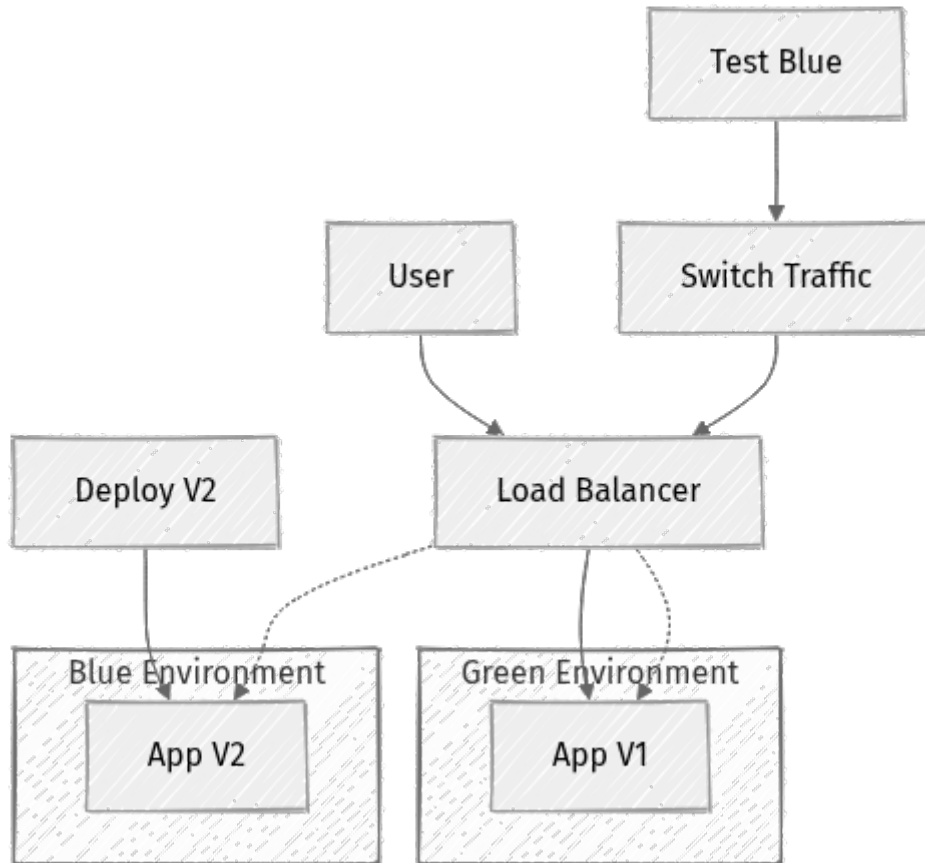 Test Blue
User
Switch Traffic
Deploy V2
Load Balancer
Blue Environment
Green Environment
App V2
App V1